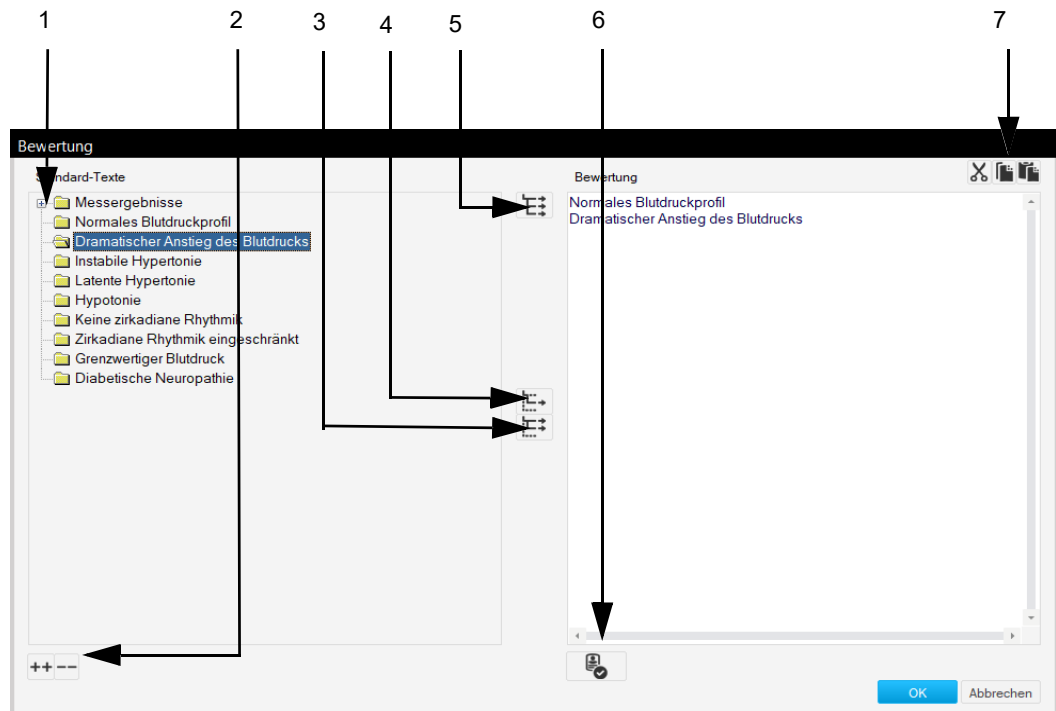 1 2 3 4 5 6 7
Bewertung
Standard-Texte
Messergebnisse
Normales Blutdruckprofil
Dramatischer Anstieg des Blutdrucks
Instabile Hypertonie
Latente Hypertonie
Hypotonie
Keine zirkadiane Rhythmik
Zirkadiane Rhythmik eingeschränkt
Grenzwertiger Blutdruck
Diabetische Neuropathie
++ --
Bewertung
Normales Blutdruckprofil
Dramatischer Anstieg des Blutdrucks
OK Abbrechen